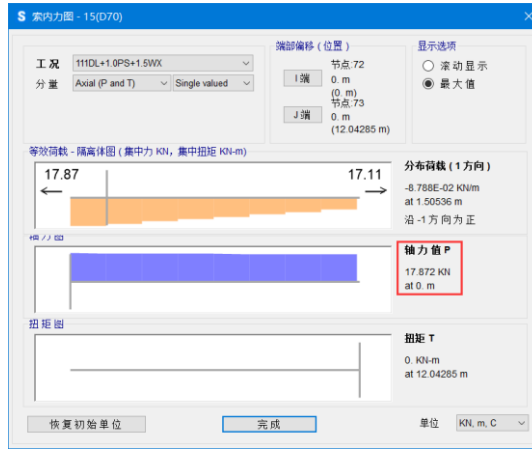 S 索内力图 - 15(D70)
工况 111DL+1.0PS+1.5WX
分量 Axial (P and T) Single valued
端部偏移 ( 位置 )
I 端
节点:72
0. m
(0. m)
J 端
节点:73
0. m
(12.04285 m)
显示选项
滚动显示
最大值
等效荷载 - 隔离体图 ( 集中力 KN, 集中扭矩 KN-m)
17.87 17.11
分布荷载 ( 1 方向 )
-8.788E-02 KN/m
at 1.50536 m
沿 -1 方向为正
轴力图
轴力值 P
17.872 KN
at 0. m
扭矩图
扭矩 T
0. KN-m
at 12.04285 m
恢复初始单位 完成 单位 KN, m, C